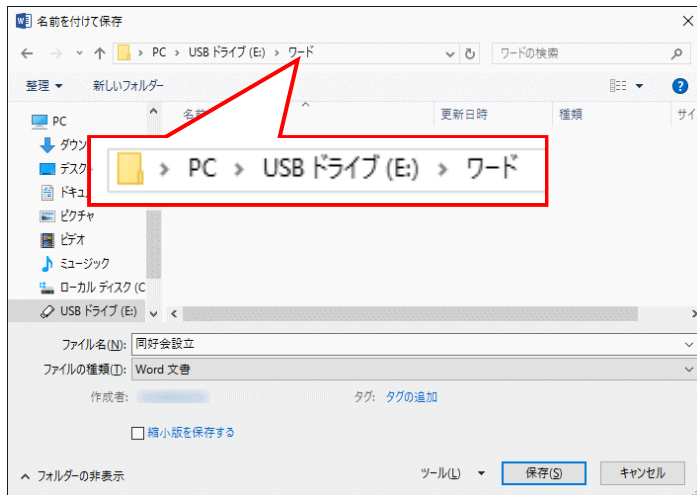 名前を付けて保存
PC > USB ドライブ (E:) > ワード
ワードの検索
整理
新しいフォルダー
?
更新日時
種類
PC
PC > USB ドライブ (E:) > ワード
ピクチャ
ビデオ
ミュージック
ローカル ディスク (C
USB ドライブ (E:)
ファイル名(N): 同好会設立
ファイルの種類(T): Word 文書
作成者:
タグ: タグの追加
縮小版を保存する
フォルダーの非表示
ツール(L)
保存(S)
キャンセル